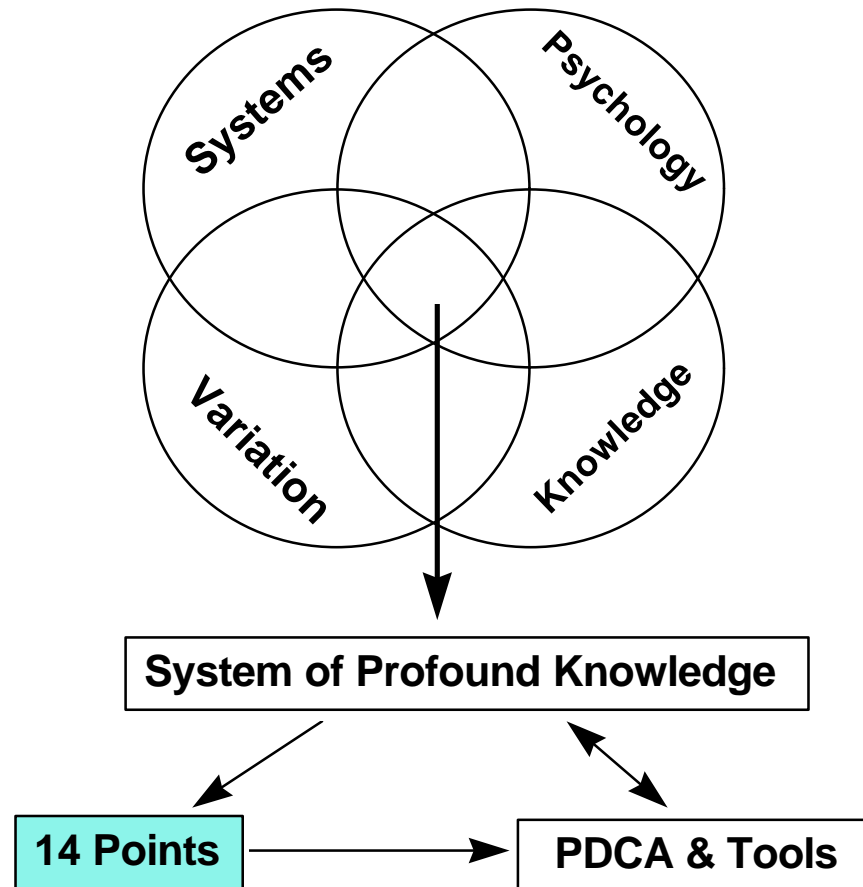 Systems
Psychology
Variation
Knowledge
System of Profound Knowledge
14 Points
PDCA & Tools